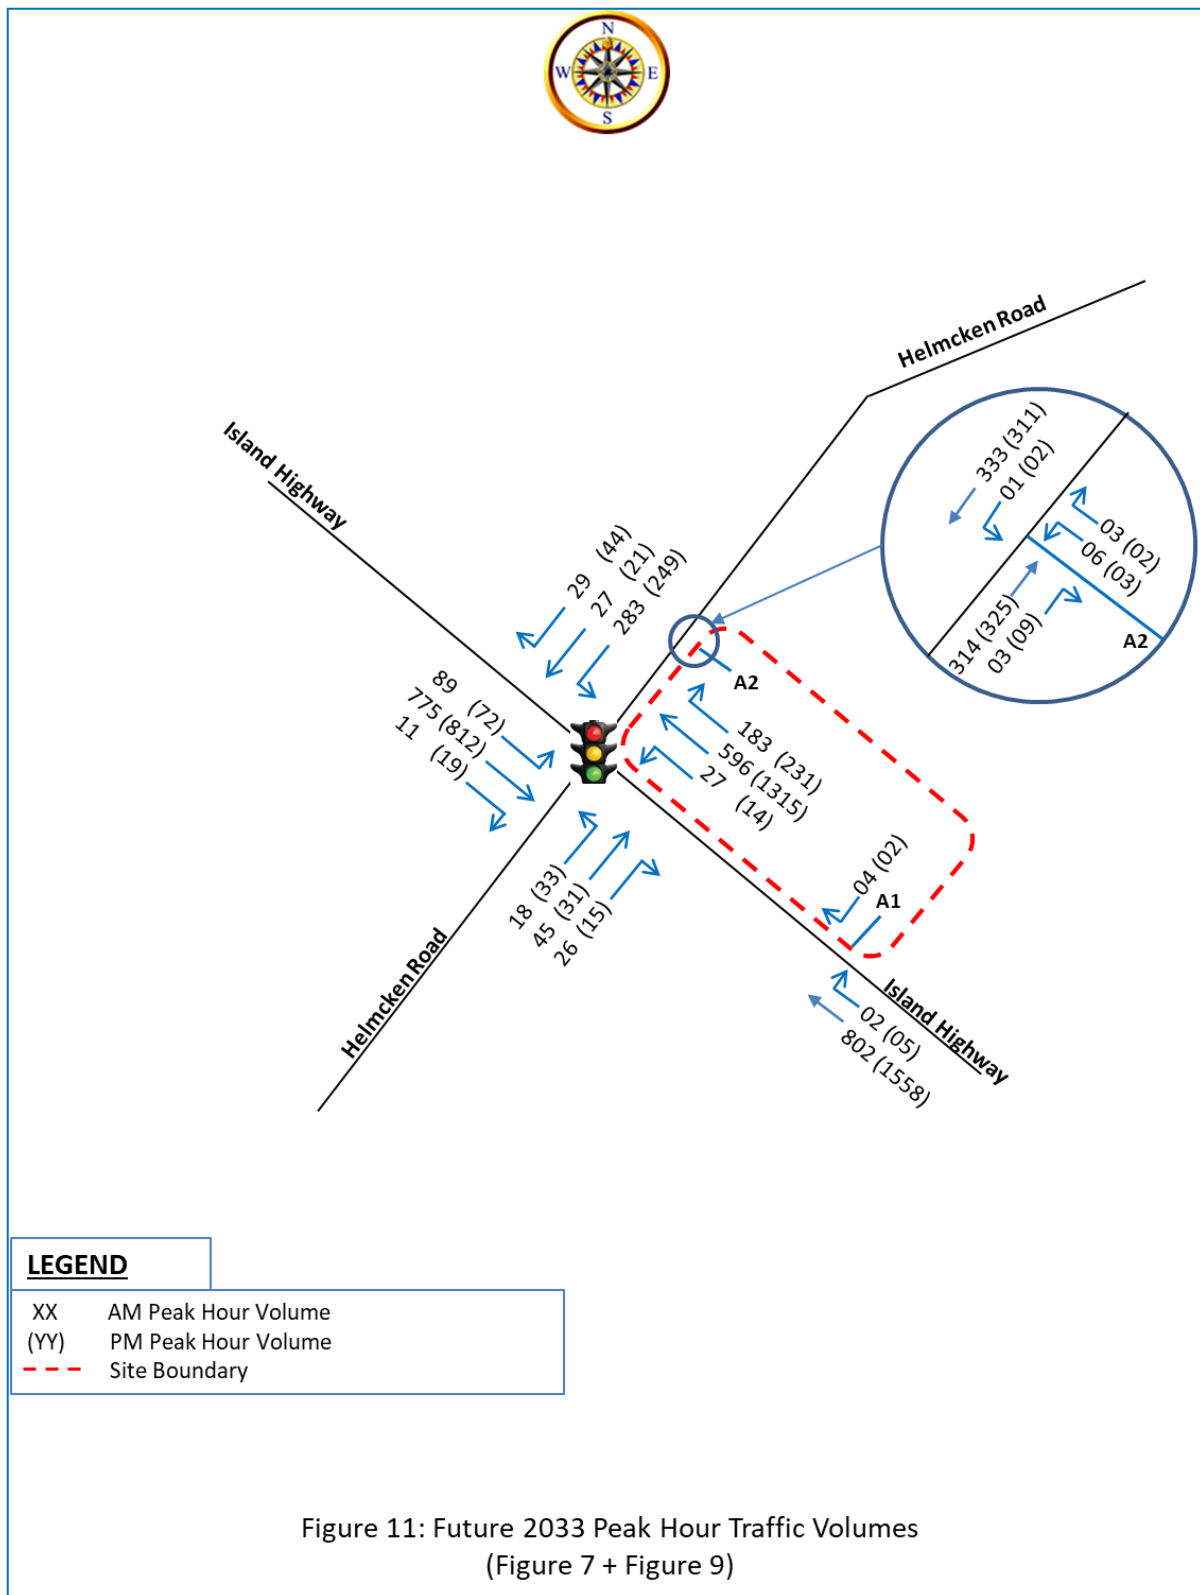 N
W E
S
Helmcken Road
Island Highway
333 (311)
01 (02)
03 (02)
06 (03)
314 (325)
03 (09)
A2
29 (44)
27 (21)
283 (249)
A2
89 (72)
775 (812)
11 (19)
183 (231)
596 (1315)
27 (14)
04 (02)
A1
18 (33)
45 (31)
26 (15)
Helmcken Road
Island Highway
02 (05)
802 (1558)
LEGEND
XX AM Peak Hour Volume
(YY) PM Peak Hour Volume
Site Boundary
Figure 11: Future 2033 Peak Hour Traffic Volumes
(Figure 7 + Figure 9)